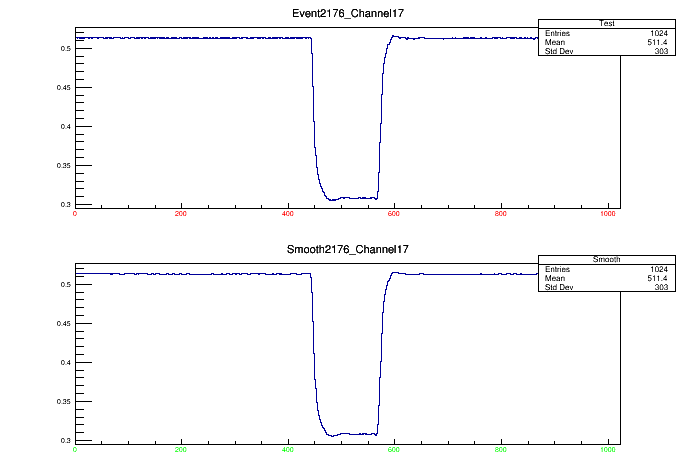 Event2176_Channel17
Test
Entries 1024
Mean 511.4
Std Dev 303
0.5
0.45
0.4
0.35
0.3
0 200 400 600 800 1000
Smooth2176_Channel17
Smooth
Entries 1024
Mean 511.4
Std Dev 303
0.5
0.45
0.4
0.35
0.3
0 200 400 600 800 1000